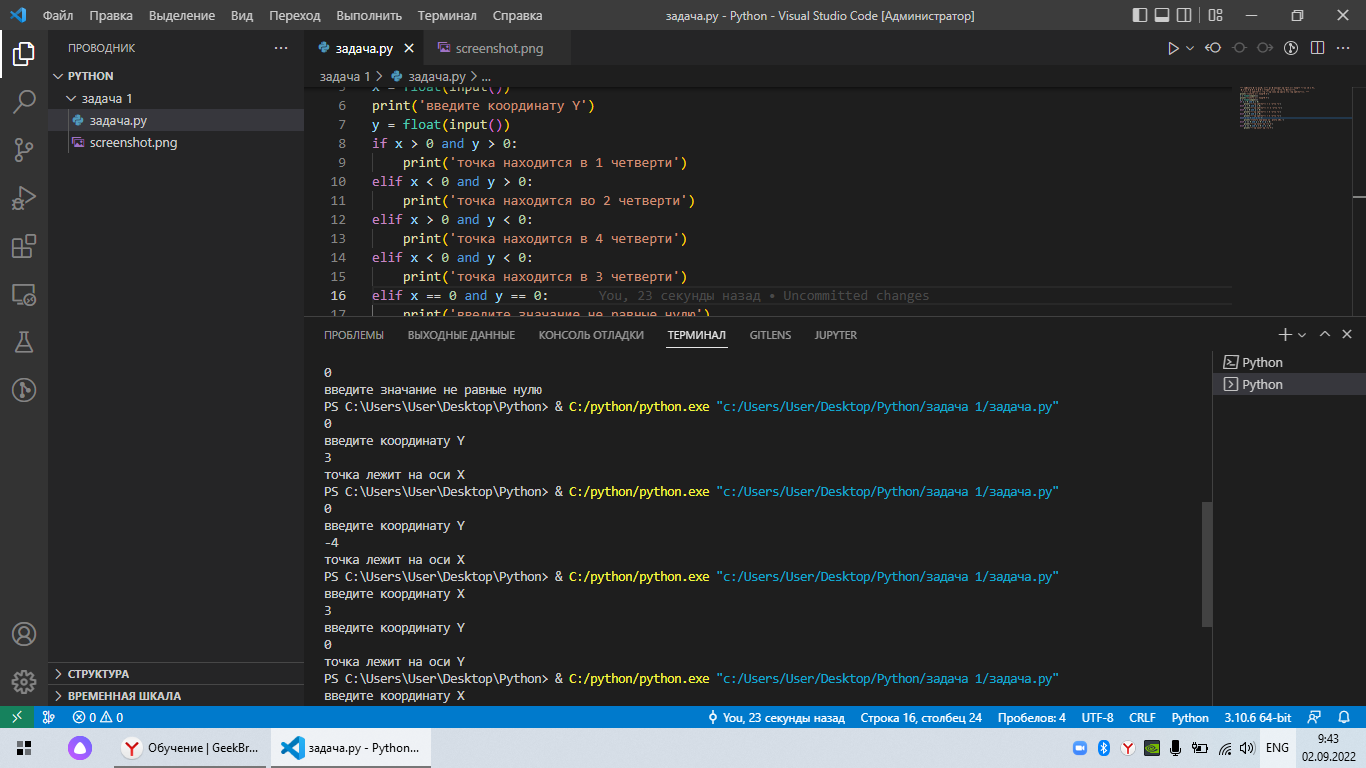 Файл Правка Выделение Вид Переход Выполнить Терминал Справка задача.py - Python - Visual Studio Code [Администратор]
ПРОВОДНИК
PYTHON
задача 1
задача.py
screenshot.png
СТРУКТУРА
ВРЕМЕННАЯ ШКАЛА
задача.py screenshot.png
задача 1 > задача.py > ...
5 x = float(input())
6 print('введите координату Y')
7 y = float(input())
8 if x > 0 and y > 0:
9 print('точка находится в 1 четверти')
10 elif x < 0 and y > 0:
11 print('точка находится во 2 четверти')
12 elif x > 0 and y < 0:
13 print('точка находится в 4 четверти')
14 elif x < 0 and y < 0:
15 print('точка находится в 3 четверти')
16 elif x == 0 and y == 0: You, 23 секунды назад • Uncommitted changes
17 print('введите значение не равные нулю')
ПРОБЛЕМЫ ВЫХОДНЫЕ ДАННЫЕ КОНСОЛЬ ОТЛАДКИ ТЕРМИНАЛ GITLENS JUPYTER
0
введите значение не равные нулю
PS C:\Users\User\Desktop\Python> & C:/python/python.exe "c:/Users/User/Desktop/Python/задача 1/задача.py"
0
введите координату Y
3
точка лежит на оси X
PS C:\Users\User\Desktop\Python> & C:/python/python.exe "c:/Users/User/Desktop/Python/задача 1/задача.py"
0
введите координату Y
-4
точка лежит на оси X
PS C:\Users\User\Desktop\Python> & C:/python/python.exe "c:/Users/User/Desktop/Python/задача 1/задача.py"
введите координату X
3
введите координату Y
0
точка лежит на оси Y
PS C:\Users\User\Desktop\Python> & C:/python/python.exe "c:/Users/User/Desktop/Python/задача 1/задача.py"
введите координату X
Python
Python
0 0 You, 23 секунды назад Строка 16, столбец 24 Пробелов: 4 UTF-8 CRLF Python 3.10.6 64-bit
Обучение | GeekBr... задача.py - Python... ENG 9:43
02.09.2022